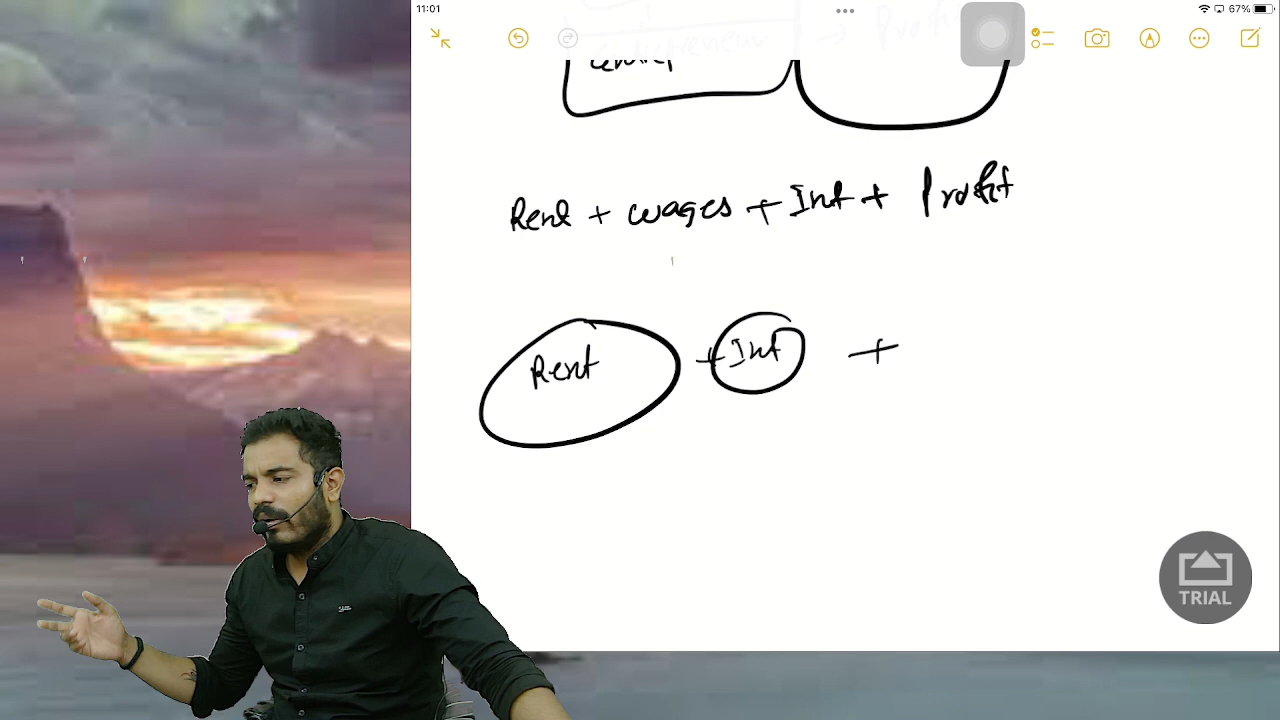 11:01 67%
Rent + wages + Int + Profit
Rent + Int +
TRIAL